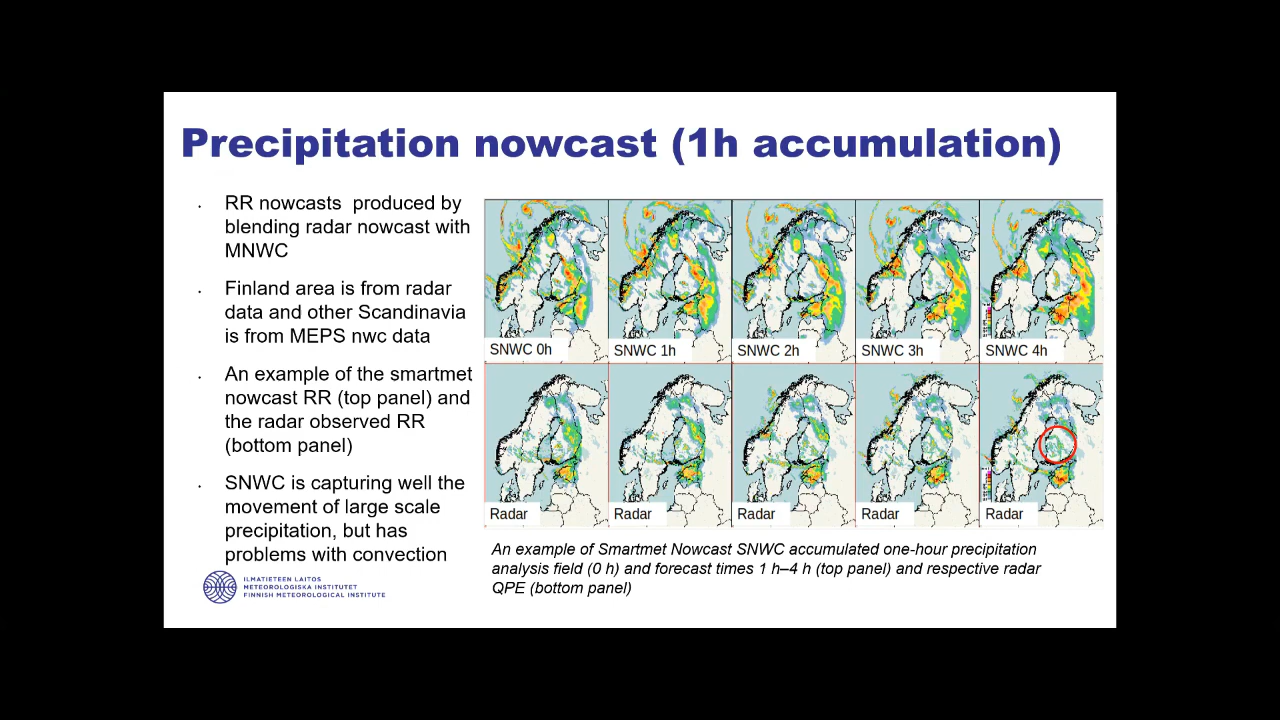 Precipitation nowcast (1h accumulation)
RR nowcasts produced by
blending radar nowcast with
MNWC
Finland area is from radar
data and other Scandinavia
is from MEPS nwc data
An example of the smartmet
nowcast RR (top panel) and
the radar observed RR
(bottom panel)
SNWC is capturing well the
movement of large scale
precipitation, but has
problems with convection
SNWC 0h
SNWC 1h
SNWC 2h
SNWC 3h
SNWC 4h
Radar
Radar
Radar
Radar
Radar
An example of Smartmet Nowcast SNWC accumulated one-hour precipitation
analysis field (0 h) and forecast times 1 h–4 h (top panel) and respective radar
QPE (bottom panel)
ILMATIETEEN LAITOS
METEOROLOGISKA INSTITUTET
FINNISH METEOROLOGICAL INSTITUTE